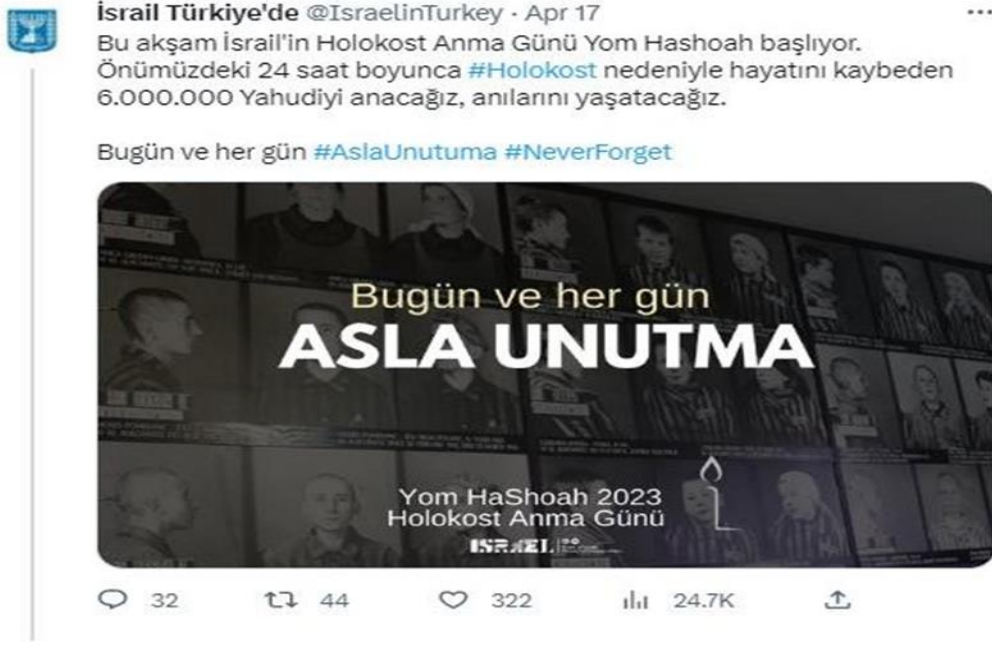 İsrail Türkiye'de @IsraelinTurkey · Apr 17
Bu akşam İsrail'in Holokost Anma Günü Yom Hashoah başlıyor.
Önümüzdeki 24 saat boyunca #Holokost nedeniyle hayatını kaybeden
6.000.000 Yahudiyi anacağız, anılarını yaşatacağız.
Bugün ve her gün #AslaUnutuma #NeverForget
Bugün ve her gün
ASLA UNUTMA
Yom HaShoah 2023
Holokost Anma Günü
ISRAEL
32 44 322 24.7K